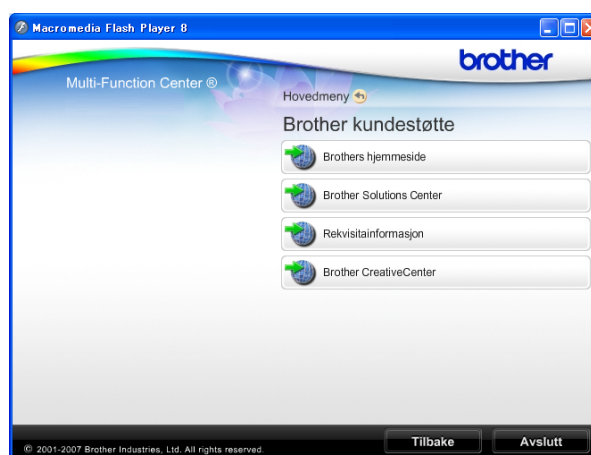 Macromedia Flash Player 8
brother
Multi-Function Center ®
Hovedmeny
Brother kundestøtte
Brothers hjemmeside
Brother Solutions Center
Rekvisitainformasjon
Brother CreativeCenter
Tilbake
Avslutt
© 2001-2007 Brother Industries, Ltd. All rights reserved.